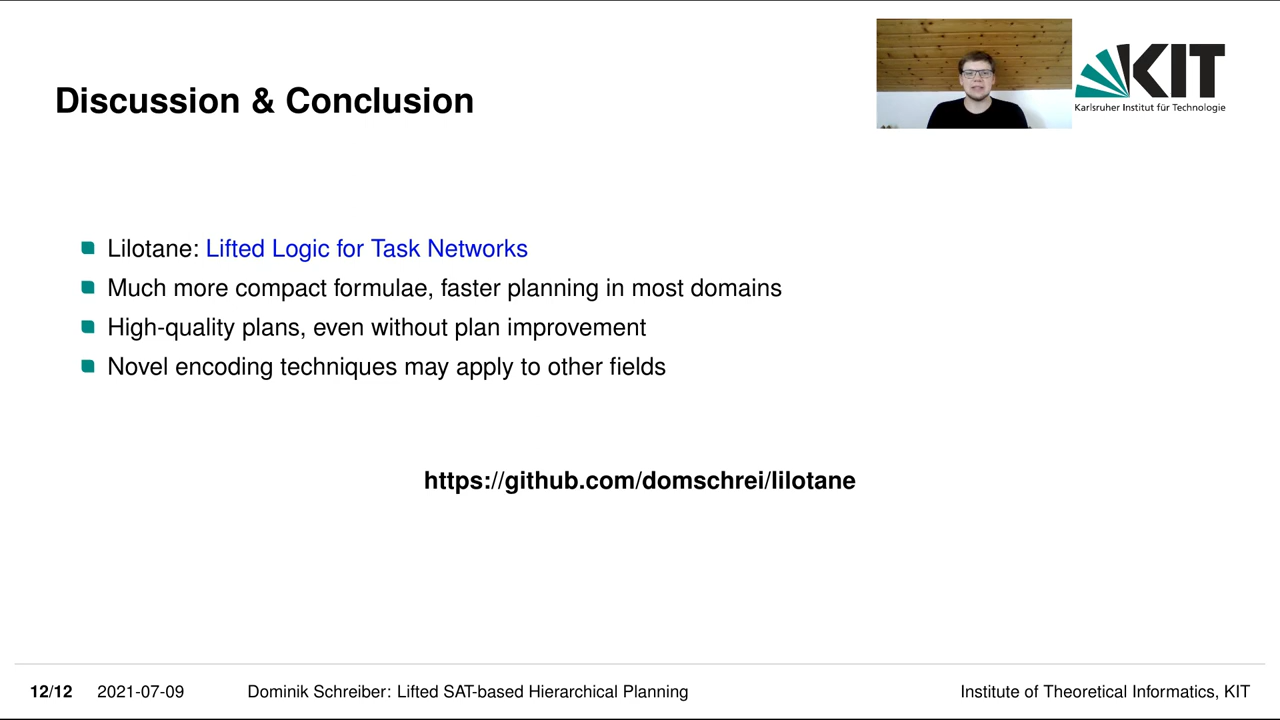 Discussion & Conclusion
KIT
Karlsruher Institut für Technologie
Lilotane: Lifted Logic for Task Networks
Much more compact formulae, faster planning in most domains
High-quality plans, even without plan improvement
Novel encoding techniques may apply to other fields
https://github.com/domschrei/lilotane
12/12 2021-07-09 Dominik Schreiber: Lifted SAT-based Hierarchical Planning Institute of Theoretical Informatics, KIT